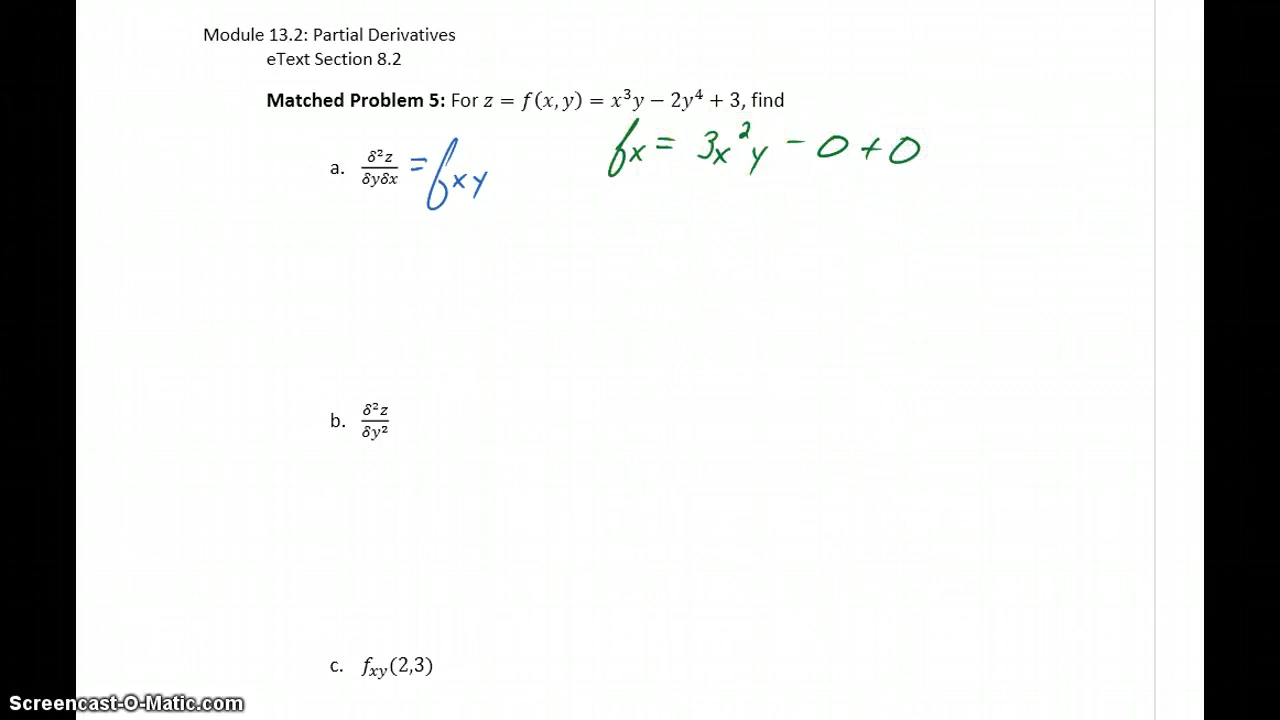 Module 13.2: Partial Derivatives
eText Section 8.2
Matched Problem 5: For z = f(x, y) = x³y − 2y⁴ + 3, find
fx = 3x²y − 0 + 0
a. δ²z/δyδx = fxy
b. δ²z/δy²
c. fxy(2,3)
Screencast-O-Matic.com